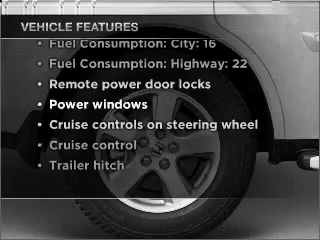 VEHICLE FEATURES
• Fuel Consumption: City: 16
• Fuel Consumption: Highway: 22
• Remote power door locks
• Power windows
• Cruise controls on steering wheel
• Cruise control
• Trailer hitch